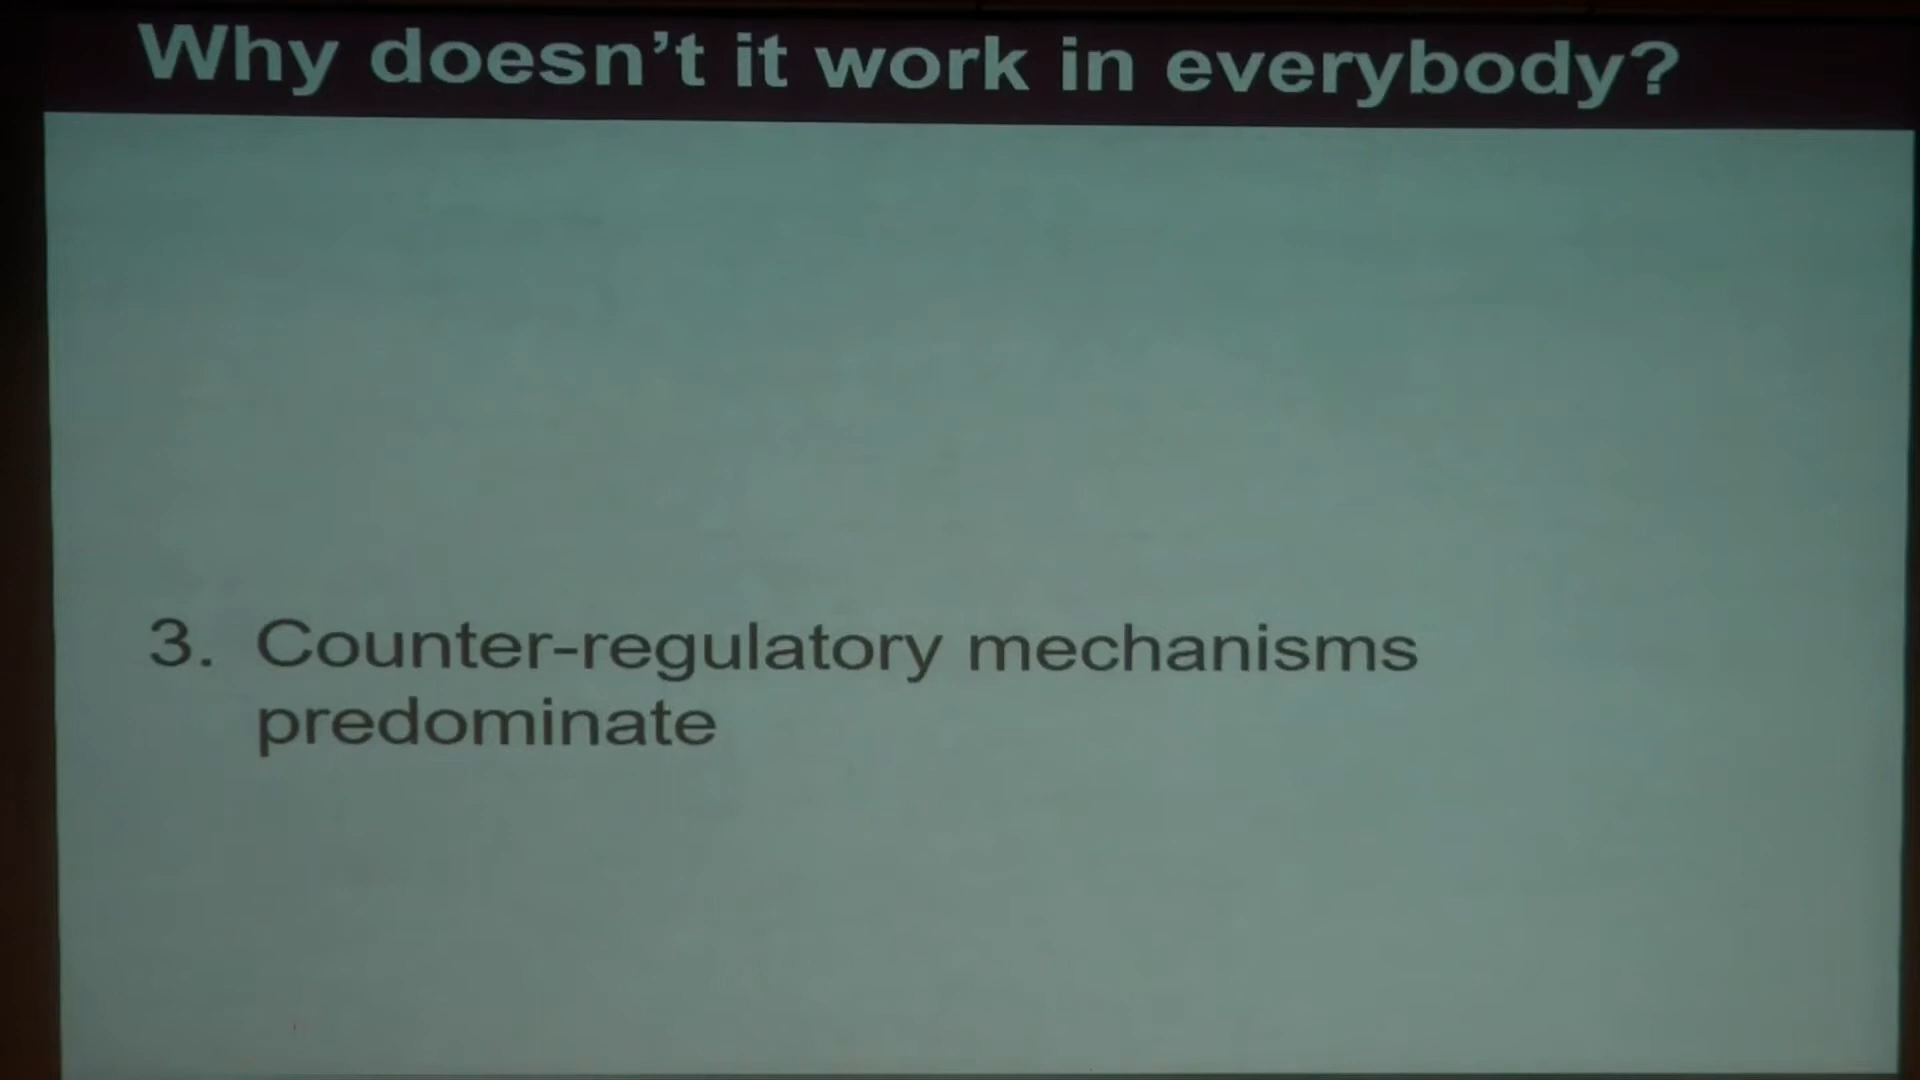 Why doesn't it work in everybody?
3. Counter-regulatory mechanisms
predominate